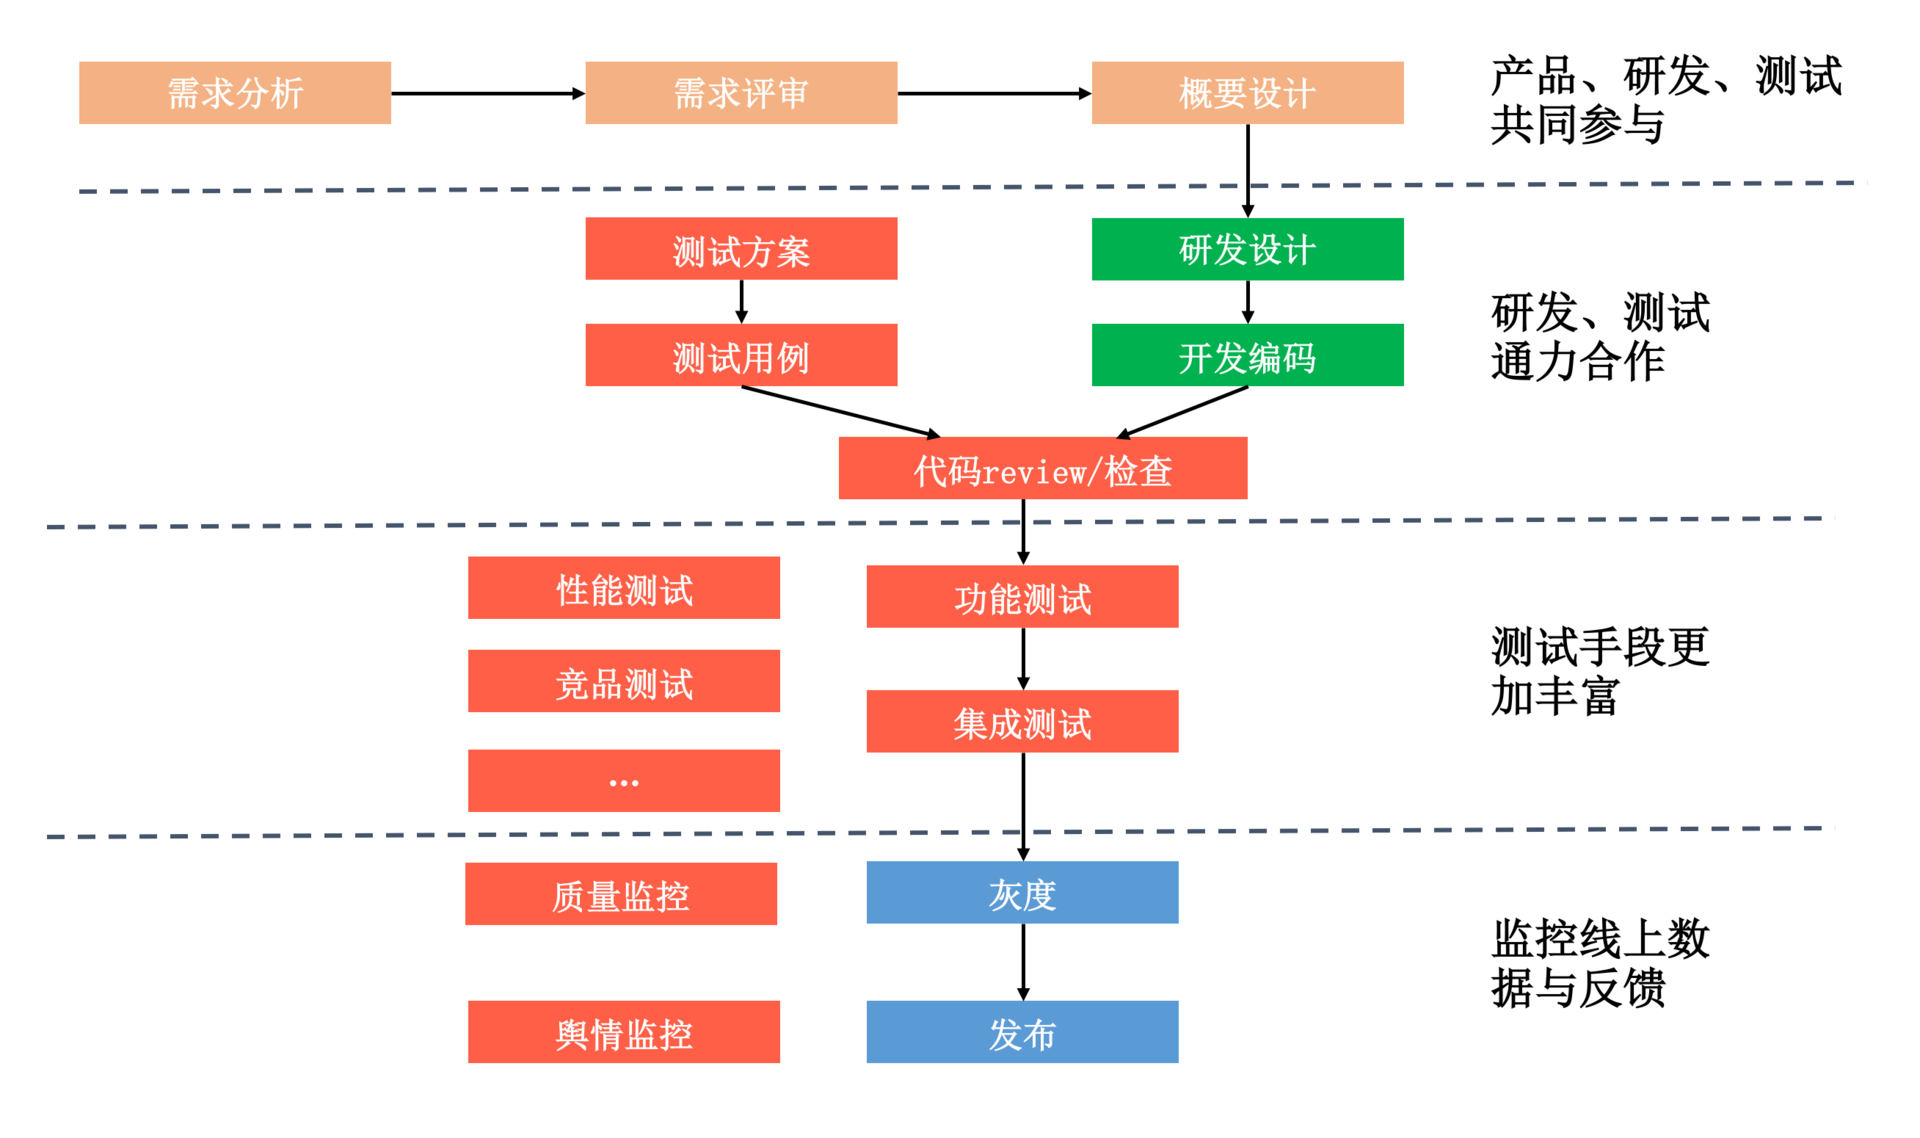 需求分析
需求评审
概要设计
产品、研发、测试
共同参与
测试方案
研发设计
测试用例
开发编码
研发、测试
通力合作
代码review/检查
性能测试
功能测试
竞品测试
集成测试
…
测试手段更
加丰富
质量监控
灰度
舆情监控
发布
监控线上数
据与反馈